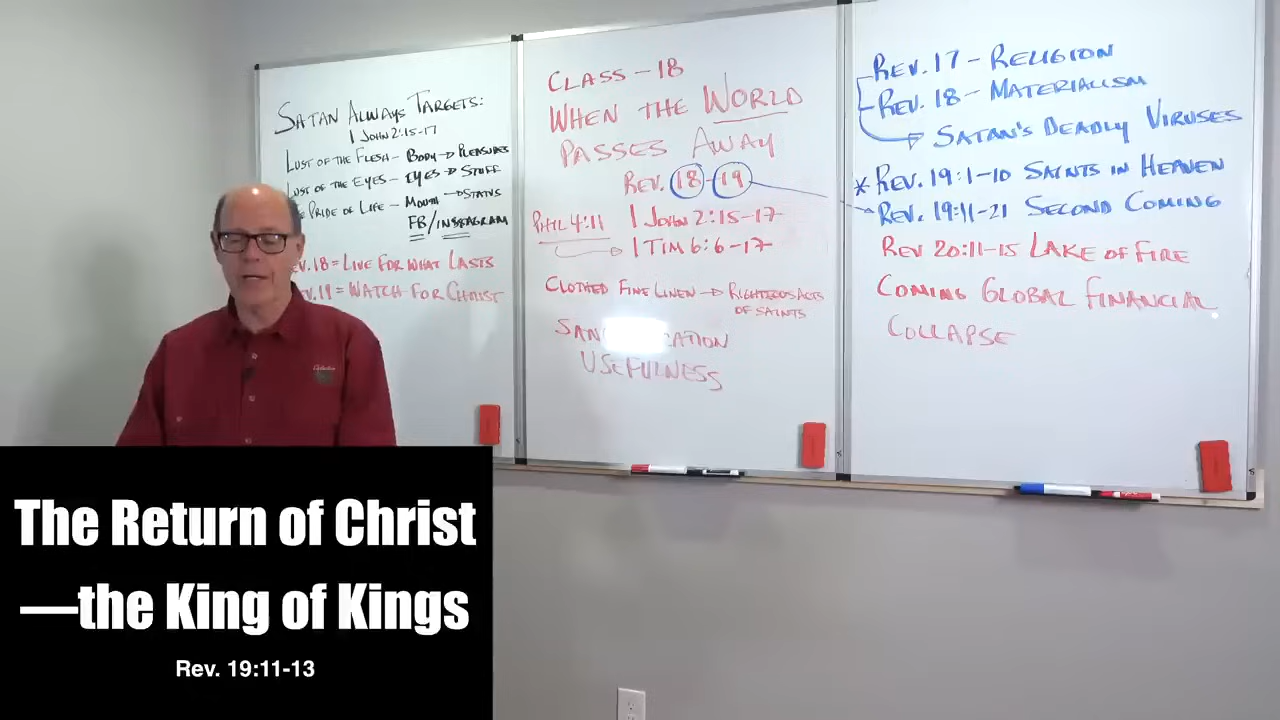 SATAN ALWAYS TARGETS:
1 JOHN 2:15-17
LUST OF THE FLESH - BODY → PLEASURES
LUST OF THE EYES - EYES → STUFF
PRIDE OF LIFE - MOUTH → STATUS
FB/INSTAGRAM
REV. 18 = LIVE FOR WHAT LASTS
REV. 19 = WATCH FOR CHRIST
CLASS - 18
WHEN THE WORLD
PASSES AWAY
REV. 18-19
PHIL 4:11 1 JOHN 2:15-17
→ 1 TIM 6:6-17
CLOTHED FINE LINEN → RIGHTEOUS ACTS
OF SAINTS
USEFULNESS
REV. 17 - RELIGION
REV. 18 - MATERIALISM
→ SATAN'S DEADLY VIRUSES
* REV. 19:1-10 SAINTS IN HEAVEN
REV. 19:11-21 SECOND COMING
REV 20:11-15 LAKE OF FIRE
COMING GLOBAL FINANCIAL
COLLAPSE
The Return of Christ
—the King of Kings
Rev. 19:11-13